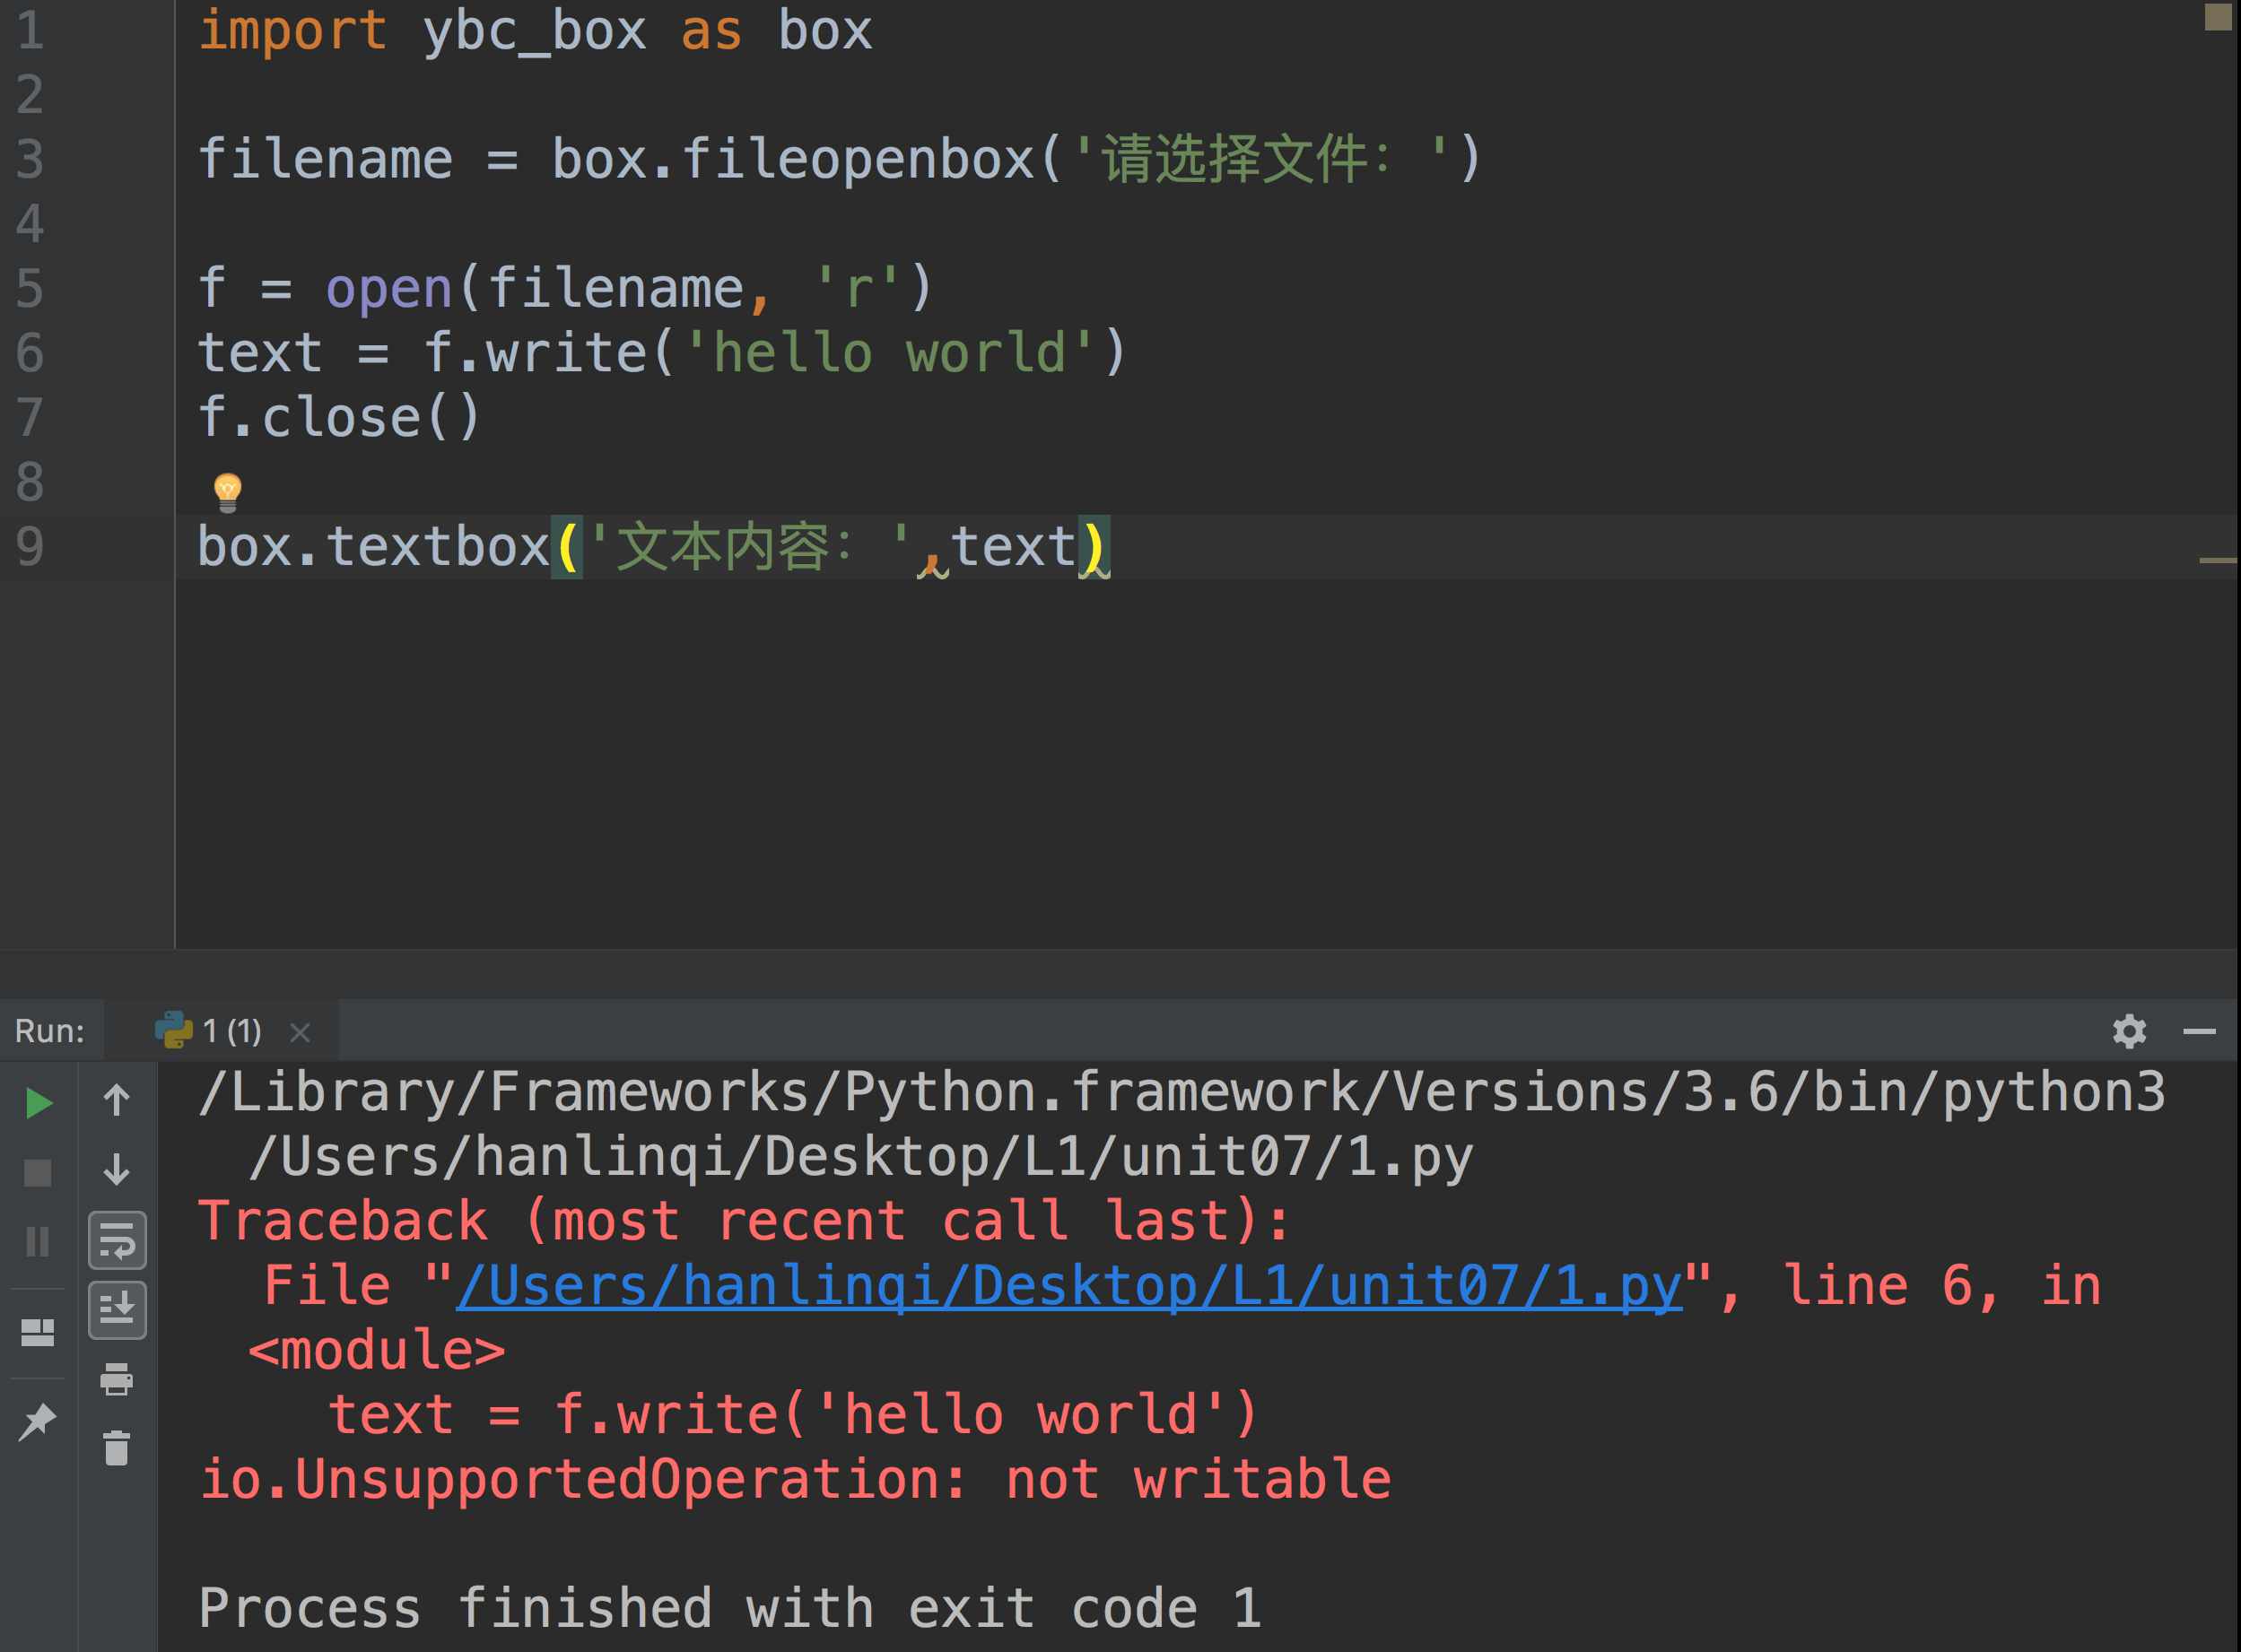 1 import ybc_box as box
2
3 filename = box.fileopenbox('请选择文件：')
4
5 f = open(filename, 'r')
6 text = f.write('hello world')
7 f.close()
8
9 box.textbox('文本内容：',text)
Run: 1 (1)
/Library/Frameworks/Python.framework/Versions/3.6/bin/python3
/Users/hanlinqi/Desktop/L1/unit07/1.py
Traceback (most recent call last):
File "/Users/hanlinqi/Desktop/L1/unit07/1.py", line 6, in
<module>
text = f.write('hello world')
io.UnsupportedOperation: not writable
Process finished with exit code 1